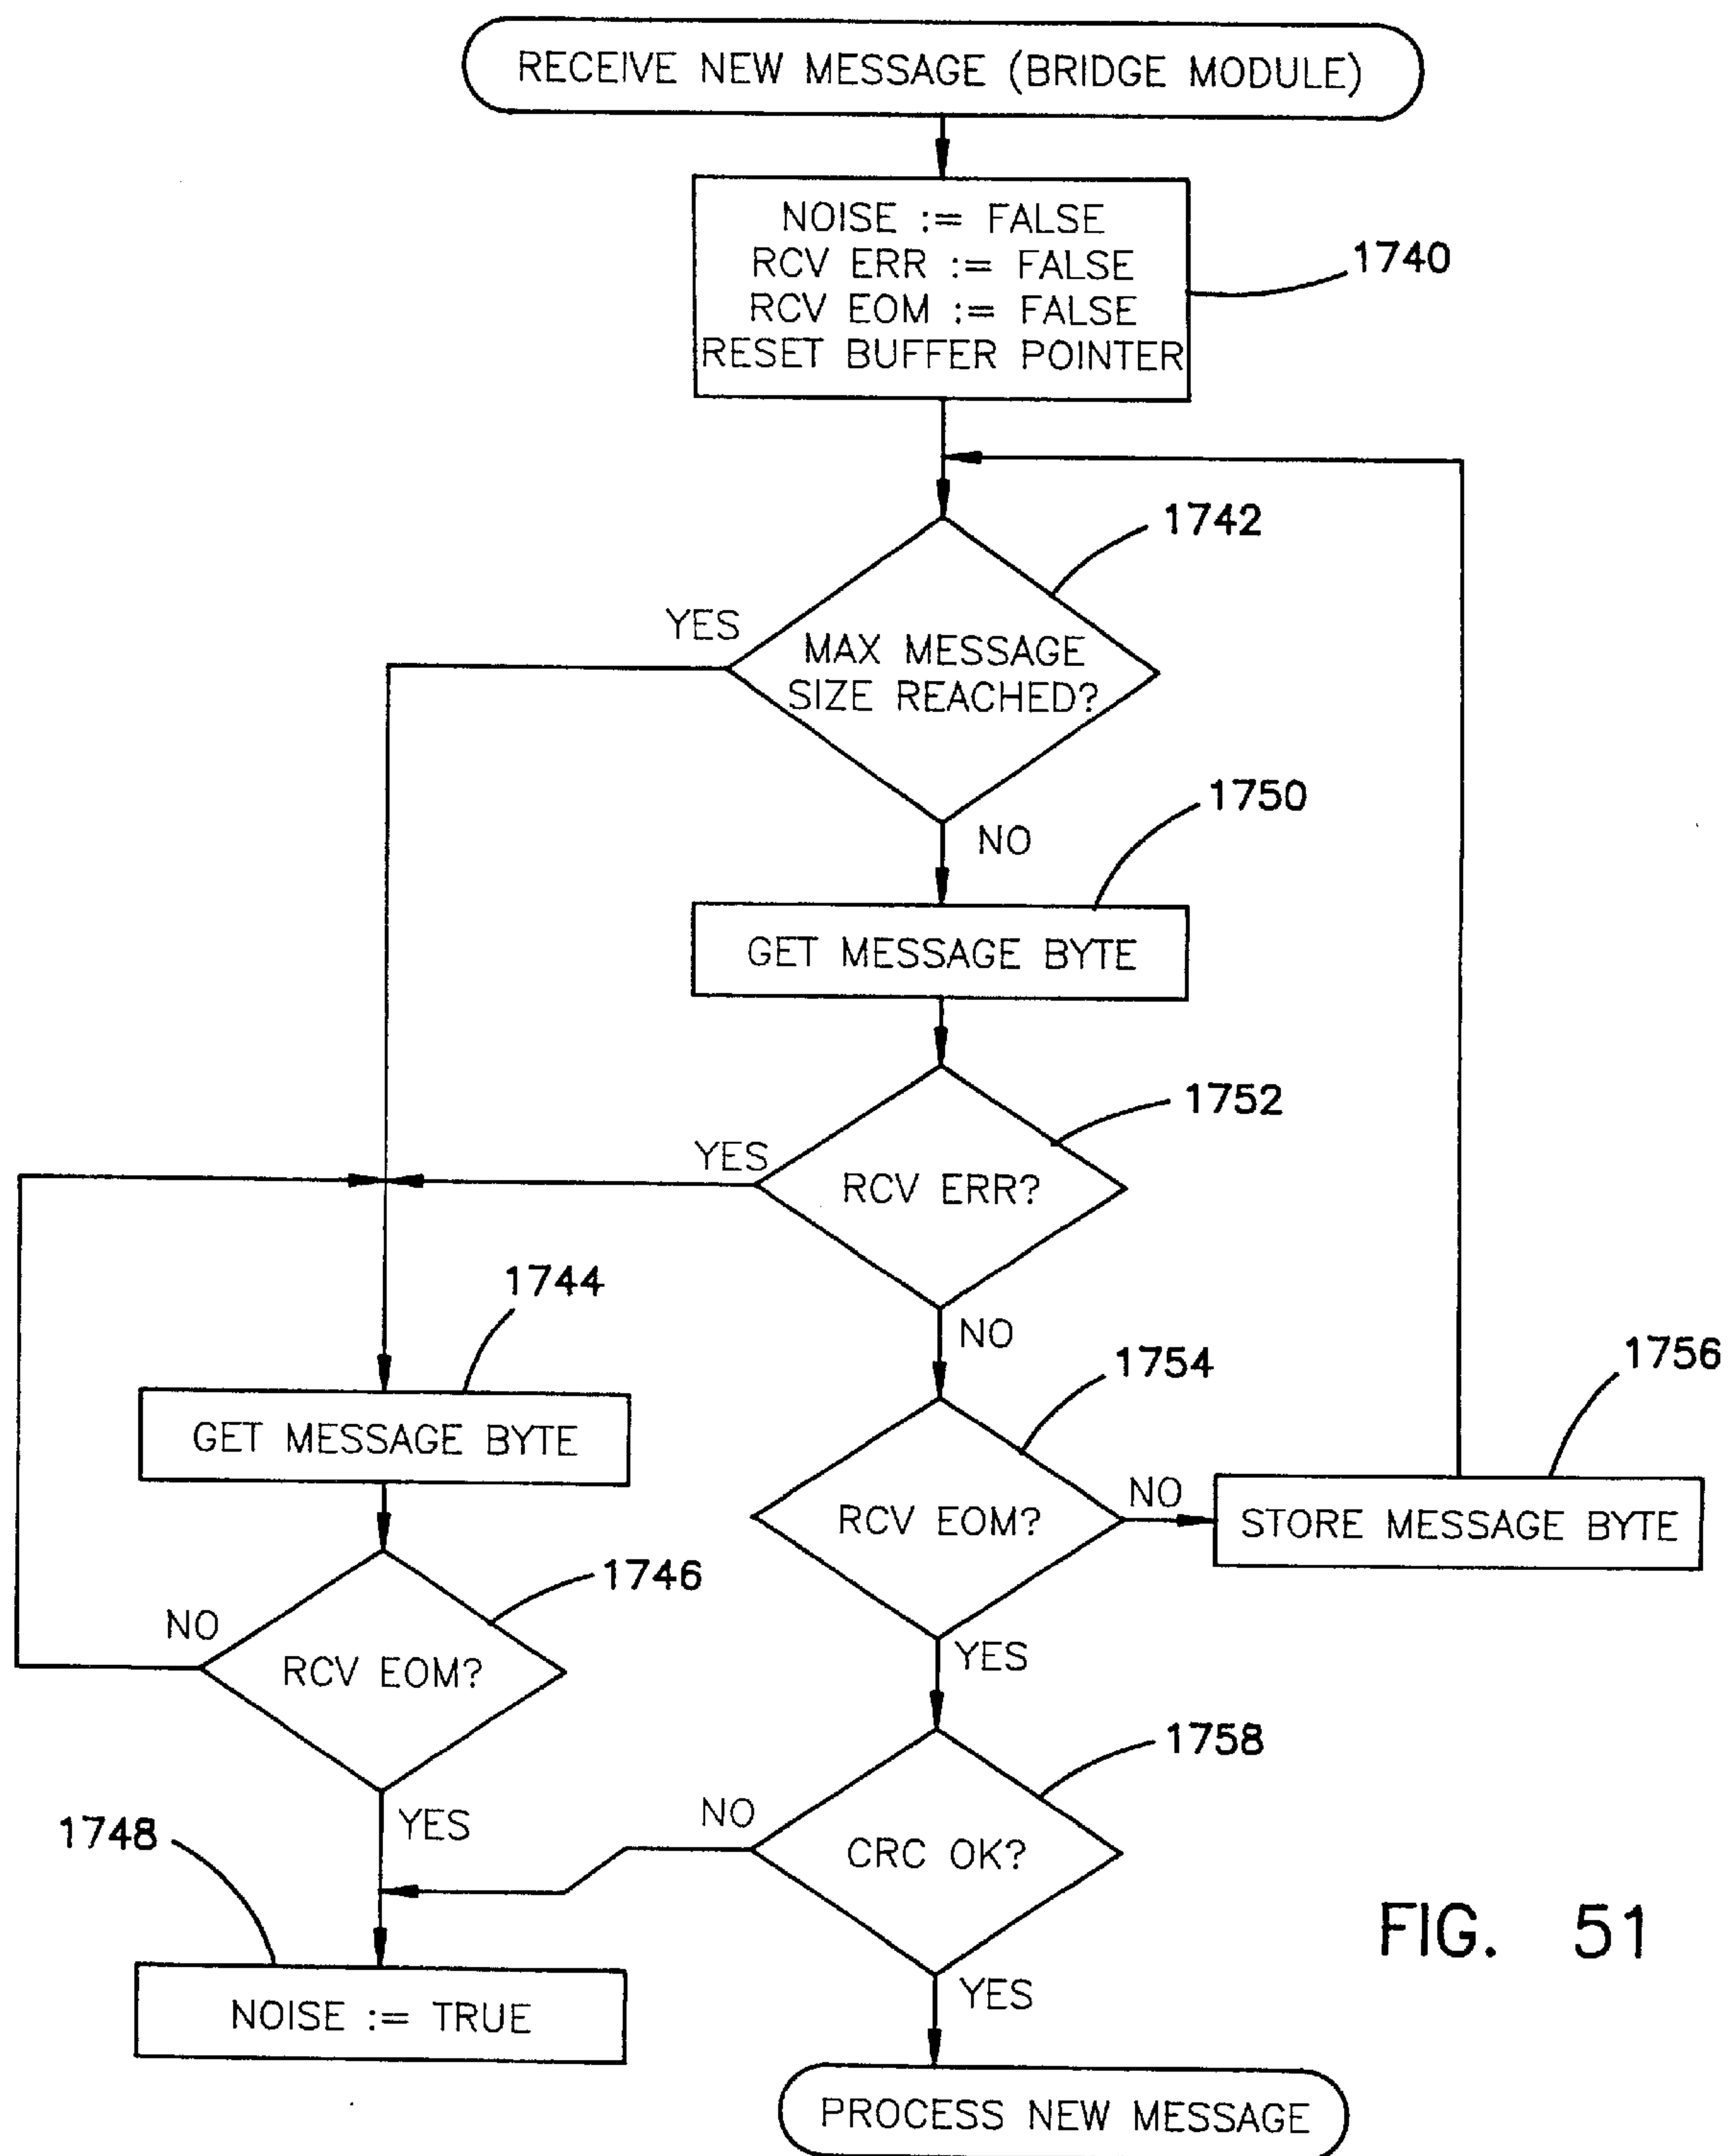 RECEIVE NEW MESSAGE (BRIDGE MODULE)
NOISE := FALSE
RCV ERR := FALSE
RCV EOM := FALSE
RESET BUFFER POINTER
1740
1742
YES
MAX MESSAGE
SIZE REACHED?
NO
1750
GET MESSAGE BYTE
1752
YES
RCV ERR?
NO
1744
GET MESSAGE BYTE
1754
RCV EOM?
NO
1756
STORE MESSAGE BYTE
1746
NO
RCV EOM?
YES
YES
1758
NO
CRC OK?
YES
1748
NOISE := TRUE
PROCESS NEW MESSAGE
FIG. 51